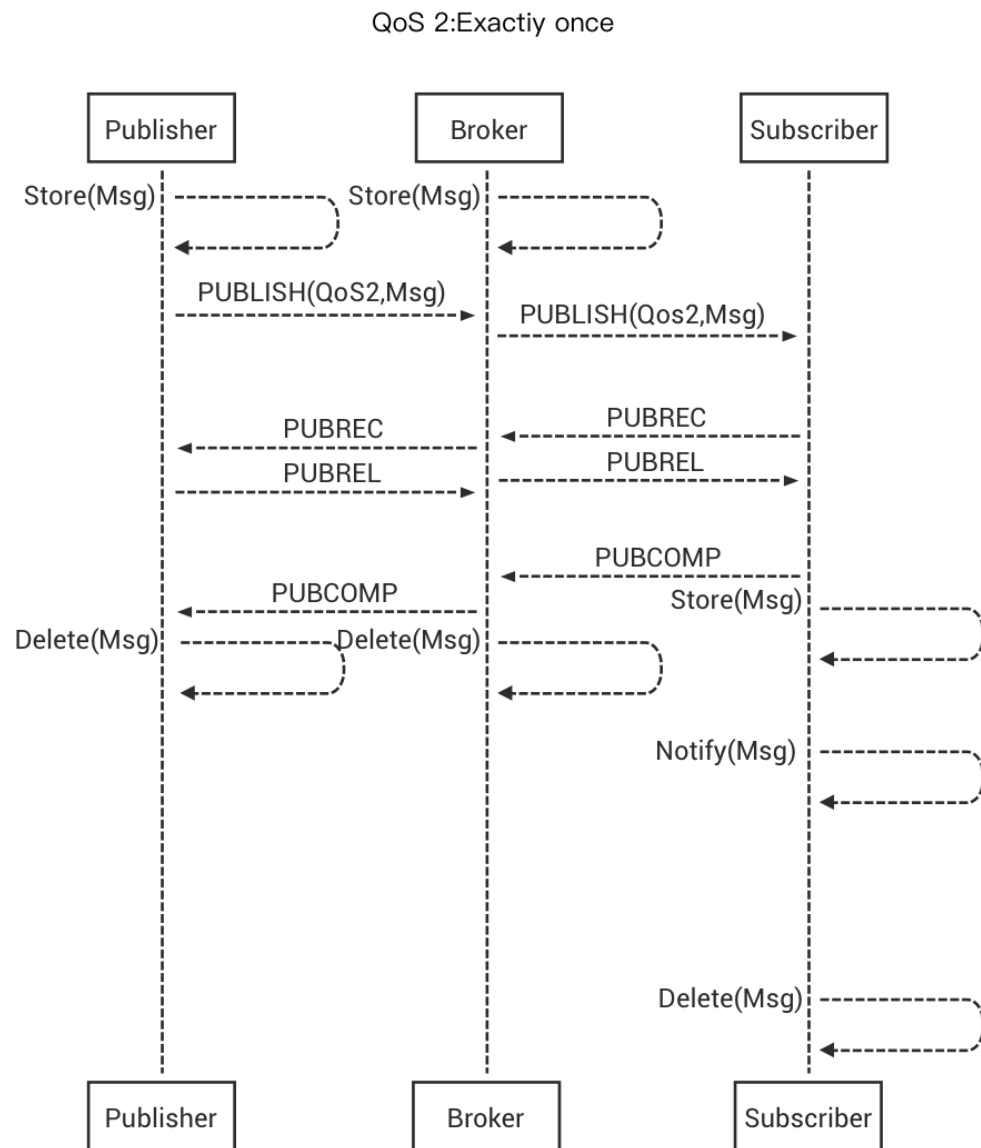 QoS 2:Exactiy once
Publisher
Broker
Subscriber
Store(Msg)
Store(Msg)
PUBLISH(QoS2,Msg)
PUBLISH(Qos2,Msg)
PUBREC
PUBREC
PUBREL
PUBREL
PUBCOMP
PUBCOMP
Store(Msg)
Delete(Msg)
Delete(Msg)
Notify(Msg)
Delete(Msg)
Publisher
Broker
Subscriber